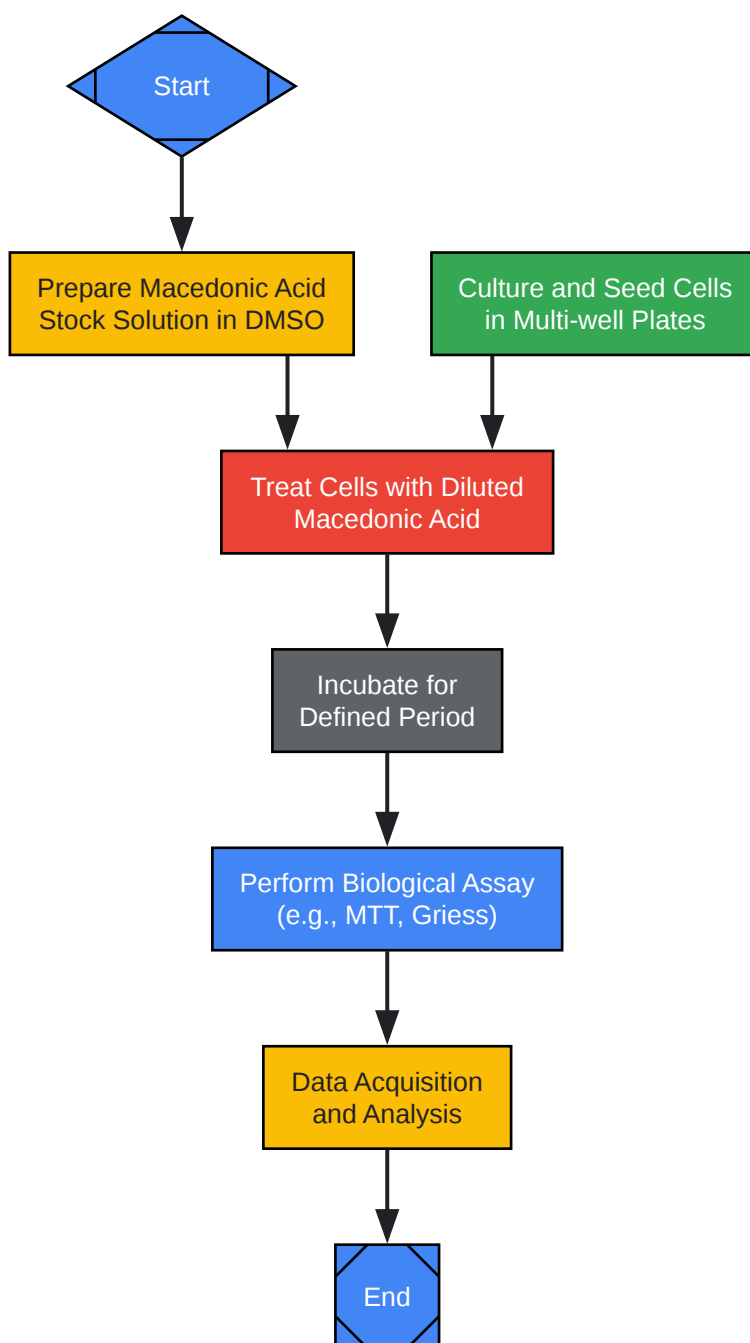 Start
Prepare Macedonic Acid
Stock Solution in DMSO
Culture and Seed Cells
in Multi-well Plates
Treat Cells with Diluted
Macedonic Acid
Incubate for
Defined Period
Perform Biological Assay
(e.g., MTT, Griess)
Data Acquisition
and Analysis
End